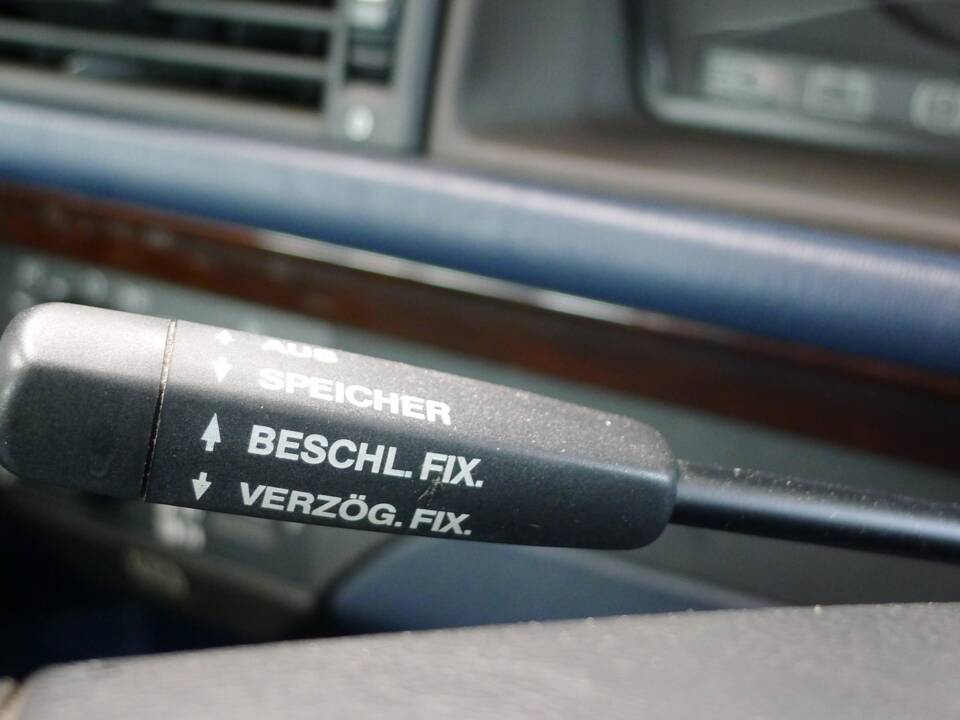 AUS
SPEICHER
BESCHL. FIX.
VERZÖG. FIX.